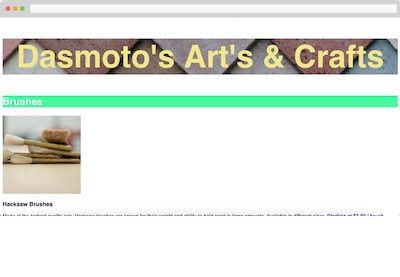 Dasmoto's Art's & Crafts
Brushes
Hacksaw Brushes
Made of the highest quality oak, Hacksaw brushes are known for their weight and ability to hold paint in large amounts. Available in different sizes. Starting at $3.00 / brush.